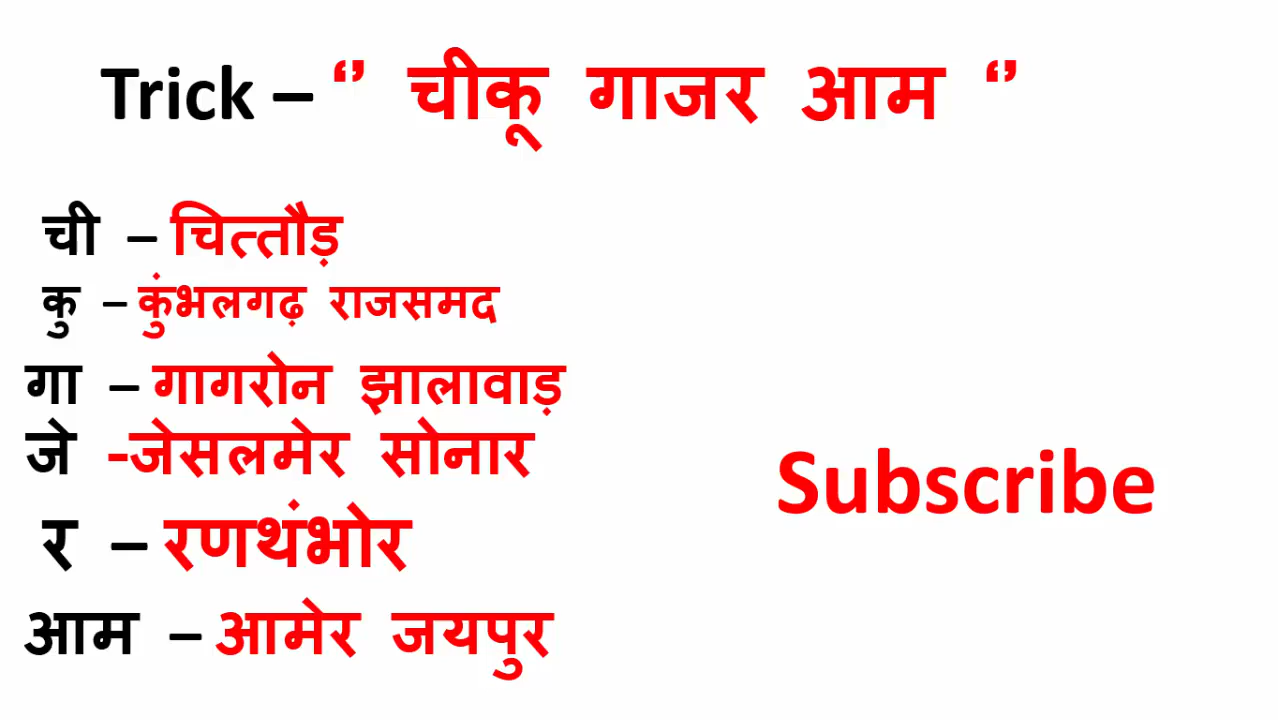 Trick – “ चीकू गाजर आम “
ची – चित्तौड़
कु – कुंभलगढ़ राजसमद
गा – गागरोन झालावाड़
जे -जेसलमेर सोनार
Subscribe
र – रणथंभोर
आम – आमेर जयपुर